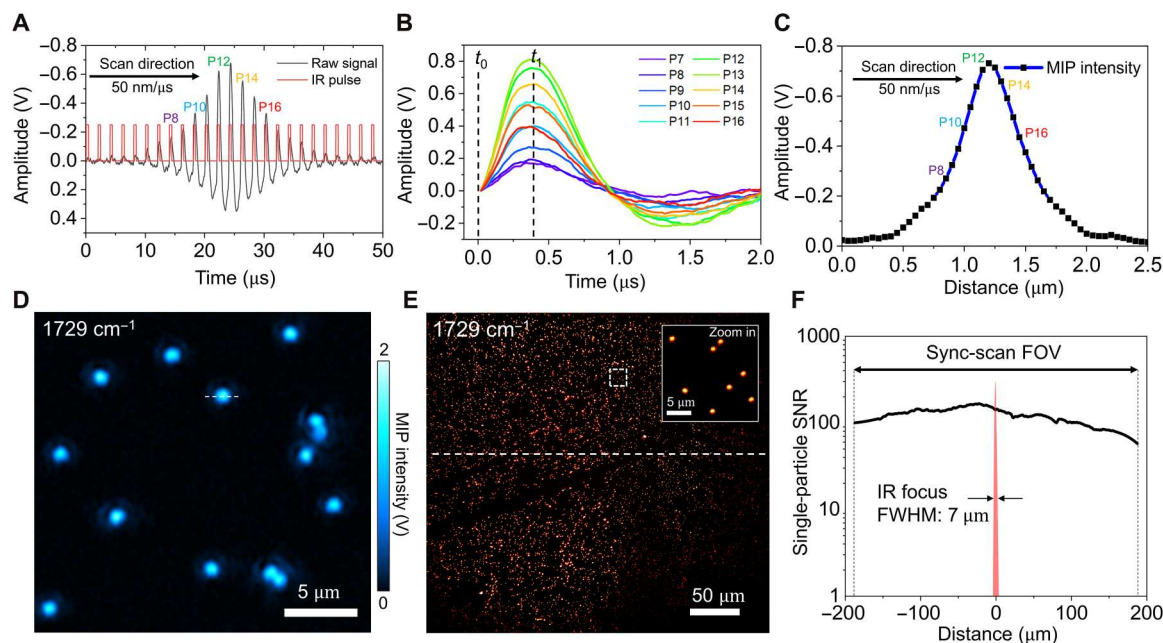 A
Amplitude (V)
−0.8
−0.6
−0.4
−0.2
0.0
0.2
0.4
Scan direction
50 nm/μs
P8
P10
P12
P14
P16
Raw signal
IR pulse
0 10 20 30 40 50
Time (μs)
B
Amplitude (V)
0.8
0.6
0.4
0.2
0.0
−0.2
t0
t1
P7 P12
P8 P13
P9 P14
P10 P15
P11 P16
0.0 0.5 1.0 1.5 2.0
Time (μs)
C
Amplitude (V)
−0.8
−0.6
−0.4
−0.2
−0.0
Scan direction
50 nm/μs
P8
P10
P12
P14
P16
MIP intensity
0.0 0.5 1.0 1.5 2.0 2.5
Distance (μm)
D
1729 cm−1
5 μm
2
MIP intensity (V)
0
E
1729 cm−1
Zoom in
5 μm
50 μm
F
Single-particle SNR
1000
100
10
1
Sync-scan FOV
IR focus
FWHM: 7 μm
−200 −100 0 100 200
Distance (μm)